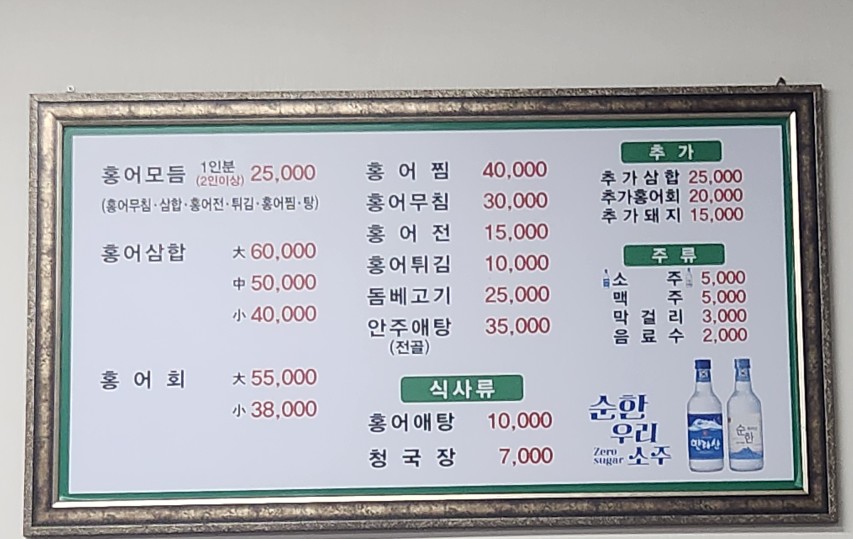 홍어모듬 1인분 (2인이상) 25,000
(홍어무침·삼합·홍어전·튀김·홍어찜·탕)
홍어삼합 大 60,000
中 50,000
小 40,000
홍 어 회 大 55,000
小 38,000
홍 어 찜 40,000
홍어무침 30,000
홍 어 전 15,000
홍어튀김 10,000
돔베고기 25,000
안주애탕 35,000
(전골)
식사류
홍어애탕 10,000
청 국 장 7,000
추 가
추 가 삼 합 25,000
추가홍어회 20,000
추 가 돼 지 15,000
주 류
소 주 5,000
맥 주 5,000
막 걸 리 3,000
음 료 수 2,000
순한
우리
Zero sugar 소주
한라산
순한